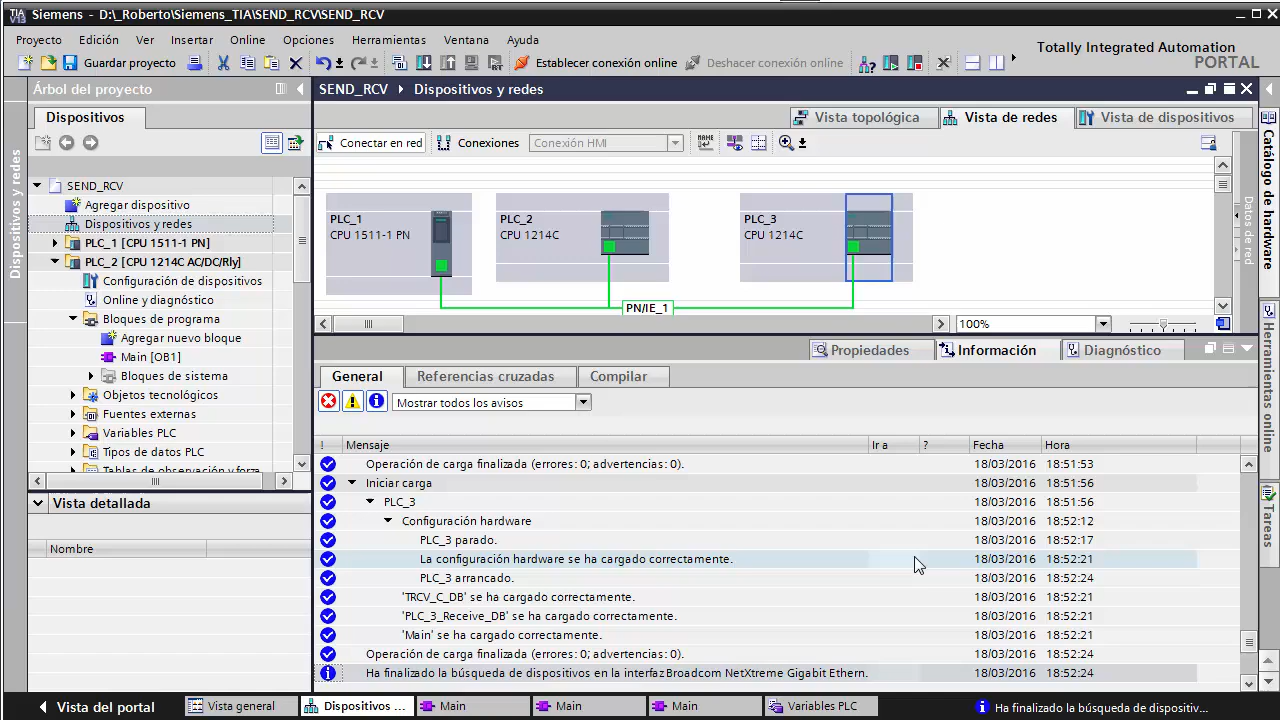 TIA V13 Siemens - D:\_Roberto\Siemens_TIA\SEND_RCV\SEND_RCV
Proyecto Edición Ver Insertar Online Opciones Herramientas Ventana Ayuda
Totally Integrated Automation
PORTAL
Guardar proyecto Establecer conexión online Deshacer conexión online
Árbol del proyecto
SEND_RCV Dispositivos y redes
Dispositivos
Vista topológica Vista de redes Vista de dispositivos
Conectar en red Conexiones Conexión HMI
Dispositivos y redes
SEND_RCV
Agregar dispositivo
Dispositivos y redes
PLC_1 [CPU 1511-1 PN]
PLC_2 [CPU 1214C AC/DC/Rly]
Configuración de dispositivos
Online y diagnóstico
Bloques de programa
Agregar nuevo bloque
Main [OB1]
Bloques de sistema
Objetos tecnológicos
Fuentes externas
Variables PLC
Tipos de datos PLC
Tablas de observación y forza
Vista detallada
Nombre
PLC_1
CPU 1511-1 PN
PLC_2
CPU 1214C
PLC_3
CPU 1214C
PN/IE_1
100%
Datos de red
Catálogo de hardware
Herramientas online
Tareas
Propiedades Información Diagnóstico
General Referencias cruzadas Compilar
Mostrar todos los avisos
! Mensaje Ir a ? Fecha Hora
Operación de carga finalizada (errores: 0; advertencias: 0). 18/03/2016 18:51:53
Iniciar carga 18/03/2016 18:51:56
PLC_3 18/03/2016 18:51:56
Configuración hardware 18/03/2016 18:52:12
PLC_3 parado. 18/03/2016 18:52:17
La configuración hardware se ha cargado correctamente. 18/03/2016 18:52:21
PLC_3 arrancado. 18/03/2016 18:52:24
'TRCV_C_DB' se ha cargado correctamente. 18/03/2016 18:52:21
'PLC_3_Receive_DB' se ha cargado correctamente. 18/03/2016 18:52:21
'Main' se ha cargado correctamente. 18/03/2016 18:52:21
Operación de carga finalizada (errores: 0; advertencias: 0). 18/03/2016 18:52:24
Ha finalizado la búsqueda de dispositivos en la interfaz Broadcom NetXtreme Gigabit Ethern. 18/03/2016 18:52:24
Vista del portal Vista general Dispositivos ... Main Main Main Variables PLC Ha finalizado la búsqueda de dispositiv...